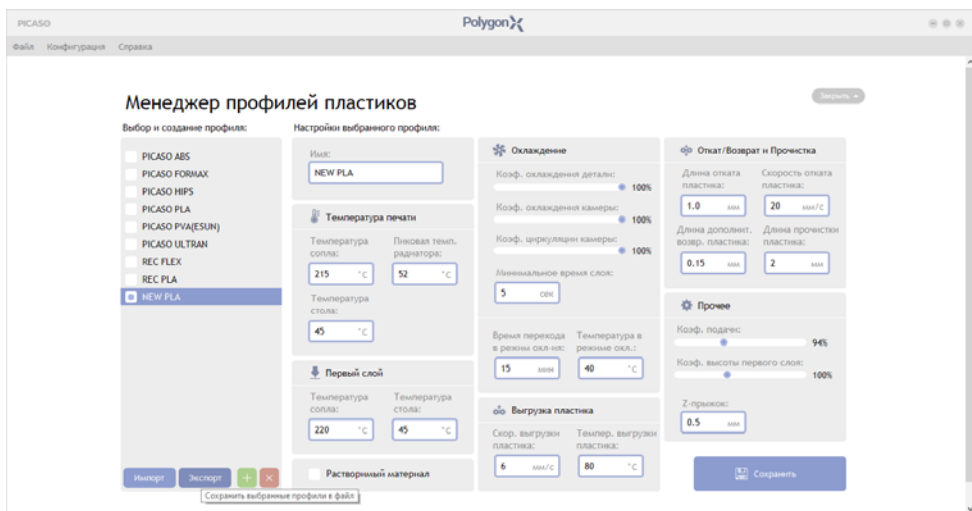 PICASO
PolygonX
Файл Конфигурация Справка
Менеджер профилей пластиков
Закрыть
Выбор и создание профиля:
PICASO ABS
PICASO FORMAX
PICASO HIPS
PICASO PLA
PICASO PVA(ESUN)
PICASO ULTRAN
REC FLEX
REC PLA
NEW PLA
Импорт
Экспорт
Сохранить выбранные профили в файл
Настройки выбранного профиля:
Имя:
NEW PLA
Температура печати
Температура сопла:
215 °C
Пиковая темп. радиатора:
52 °C
Температура стола:
45 °C
Первый слой
Температура сопла:
220 °C
Температура стола:
45 °C
Растворимый материал
Охлаждение
Коэф. охлаждения детали:
100%
Коэф. охлаждения камеры:
100%
Коэф. циркуляции камеры:
100%
Минимальное время слоя:
5 сек
Время перехода в режим охл-ия:
15 мин
Температура в режиме охл.:
40 °C
Выгрузка пластика
Скор. выгрузки пластика:
6 мм/с
Темпер. выгрузки пластика:
80 °C
Откат/Возврат и Прочистка
Длина отката пластика:
1.0 мм
Скорость отката пластика:
20 мм/с
Длина дополнит. возвр. пластика:
0.15 мм
Длина прочистки пластика:
2 мм
Прочее
Коэф. подачи:
94%
Коэф. высоты первого слоя:
100%
Z-прыжок:
0.5 мм
Сохранить